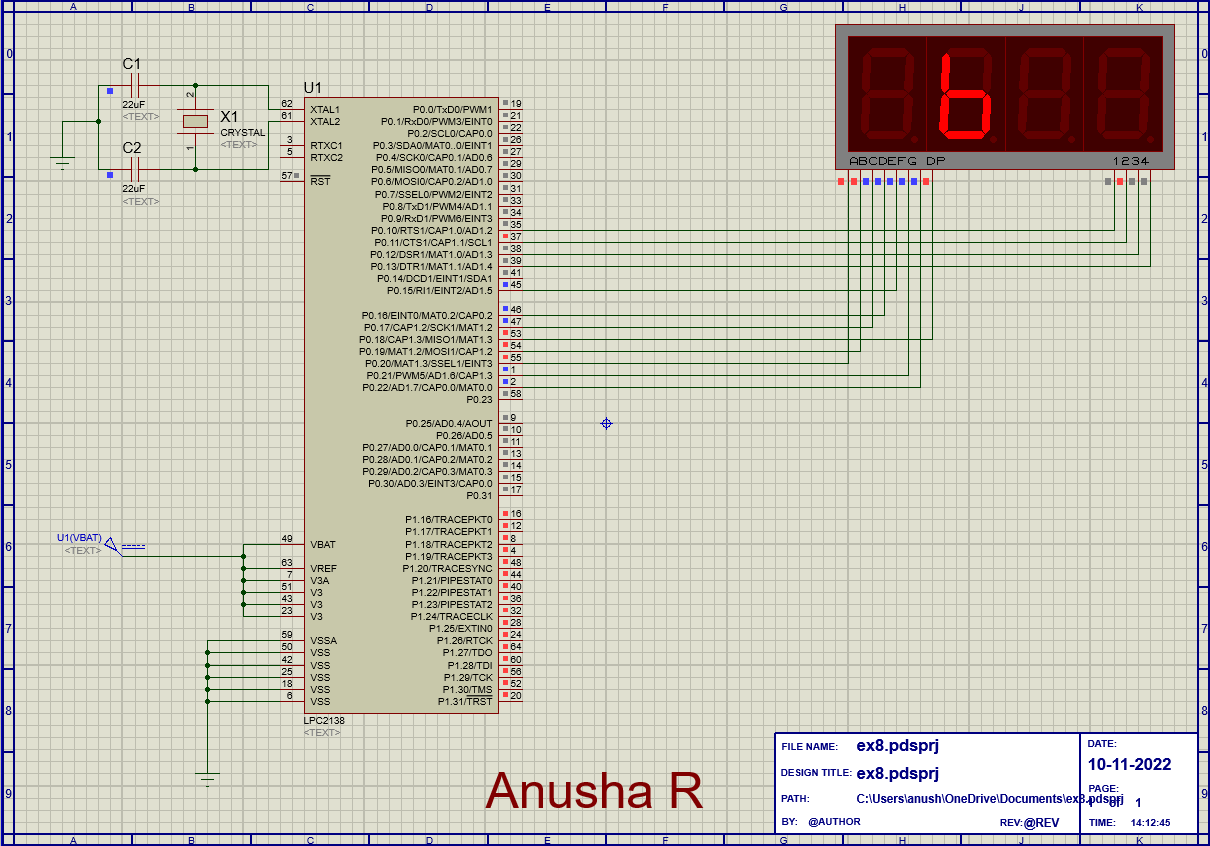 A B C D E F G H J K
0 0
1 1
2 2
3 3
4 4
5 5
6 6
7 7
8 8
9 9
C1
22uF
<TEXT>
X1
CRYSTAL
<TEXT>
2
1
C2
22uF
<TEXT>
U1
62 XTAL1
61 XTAL2
3 RTXC1
5 RTXC2
57 RST
49 VBAT
63 VREF
7 V3A
51 V3
43 V3
23 V3
59 VSSA
50 VSS
42 VSS
25 VSS
18 VSS
6 VSS
P0.0/TxD0/PWM1 19
P0.1/RxD0/PWM3/EINT0 21
P0.2/SCL0/CAP0.0 22
P0.3/SDA0/MAT0..0/EINT1 26
P0.4/SCK0/CAP0.1/AD0.6 27
P0.5/MISO0/MAT0.1/AD0.7 29
P0.6/MOSI0/CAP0.2/AD1.0 30
P0.7/SSEL0/PWM2/EINT2 31
P0.8/TxD1/PWM4/AD1.1 33
P0.9/RxD1/PWM6/EINT3 34
P0.10/RTS1/CAP1.0/AD1.2 35
P0.11/CTS1/CAP1.1/SCL1 37
P0.12/DSR1/MAT1.0/AD1.3 38
P0.13/DTR1/MAT1.1/AD1.4 39
P0.14/DCD1/EINT1/SDA1 41
P0.15/RI1/EINT2/AD1.5 45
P0.16/EINT0/MAT0.2/CAP0.2 46
P0.17/CAP1.2/SCK1/MAT1.2 47
P0.18/CAP1.3/MISO1/MAT1.3 53
P0.19/MAT1.2/MOSI1/CAP1.2 54
P0.20/MAT1.3/SSEL1/EINT3 55
P0.21/PWM5/AD1.6/CAP1.3 1
P0.22/AD1.7/CAP0.0/MAT0.0 2
P0.23 58
P0.25/AD0.4/AOUT 9
P0.26/AD0.5 10
P0.27/AD0.0/CAP0.1/MAT0.1 11
P0.28/AD0.1/CAP0.2/MAT0.2 13
P0.29/AD0.2/CAP0.3/MAT0.3 14
P0.30/AD0.3/EINT3/CAP0.0 15
P0.31 17
P1.16/TRACEPKT0 16
P1.17/TRACEPKT1 12
P1.18/TRACEPKT2 8
P1.19/TRACEPKT3 4
P1.20/TRACESYNC 48
P1.21/PIPESTAT0 44
P1.22/PIPESTAT1 40
P1.23/PIPESTAT2 36
P1.24/TRACECLK 32
P1.25/EXTIN0 28
P1.26/RTCK 24
P1.27/TDO 64
P1.28/TDI 60
P1.29/TCK 56
P1.30/TMS 52
P1.31/TRST 20
LPC2138
<TEXT>
U1(VBAT)
<TEXT>
b
ABCDEFG DP 1234
Anusha R
FILE NAME: ex8.pdsprj
DESIGN TITLE: ex8.pdsprj
PATH: C:\Users\anush\OneDrive\Documents\ex8.pdsprj
BY: @AUTHOR REV:@REV
DATE:
10-11-2022
PAGE:
1 of 1
TIME: 14:12:45
A B C D E F G H J K